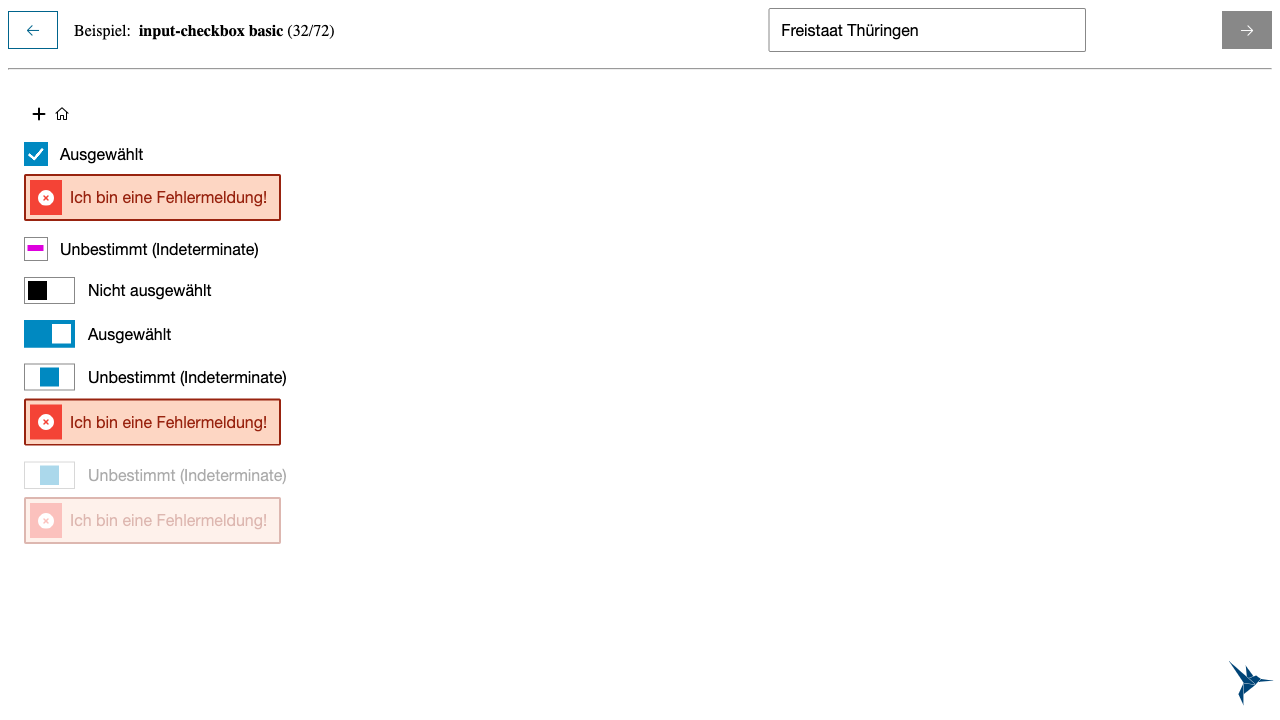 Beispiel: input-checkbox basic (32/72)
Freistaat Thüringen
Ausgewählt
Ich bin eine Fehlermeldung!
Unbestimmt (Indeterminate)
Nicht ausgewählt
Ausgewählt
Unbestimmt (Indeterminate)
Ich bin eine Fehlermeldung!
Unbestimmt (Indeterminate)
Ich bin eine Fehlermeldung!